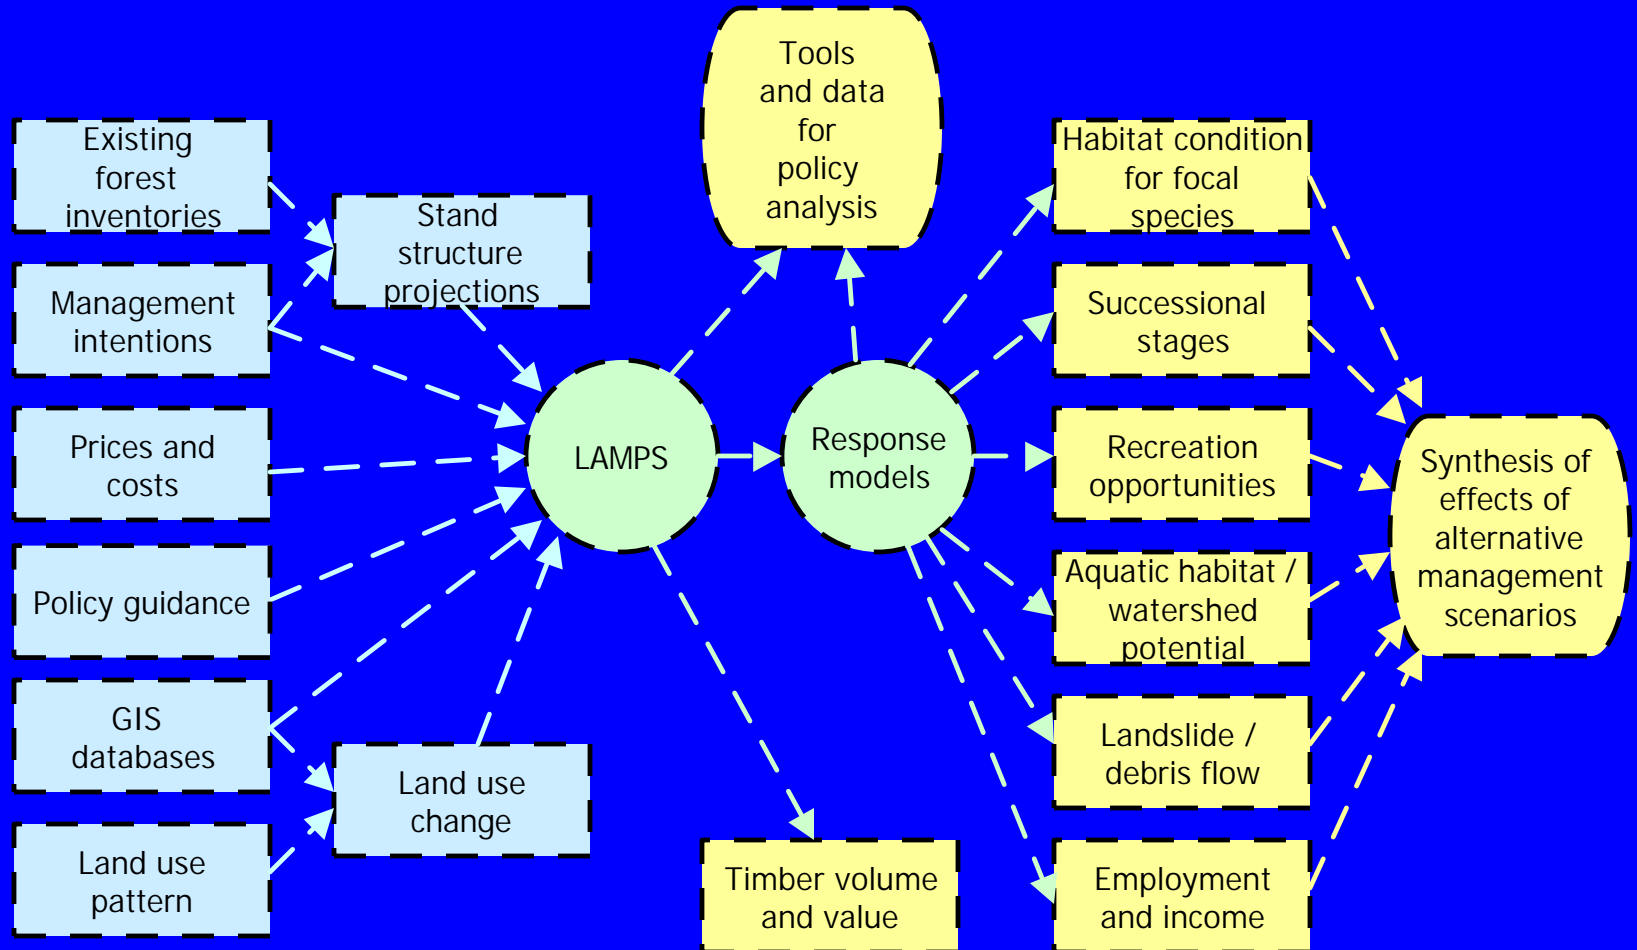 Existing
forest
inventories
Management
intentions
Prices and
costs
Policy guidance
GIS
databases
Land use
pattern
Stand
structure
projections
Land use
change
LAMPS
Tools
and data
for
policy
analysis
Timber volume
and value
Response
models
Habitat condition
for focal
species
Successional
stages
Recreation
opportunities
Aquatic habitat /
watershed
potential
Landslide /
debris flow
Employment
and income
Synthesis of
effects of
alternative
management
scenarios